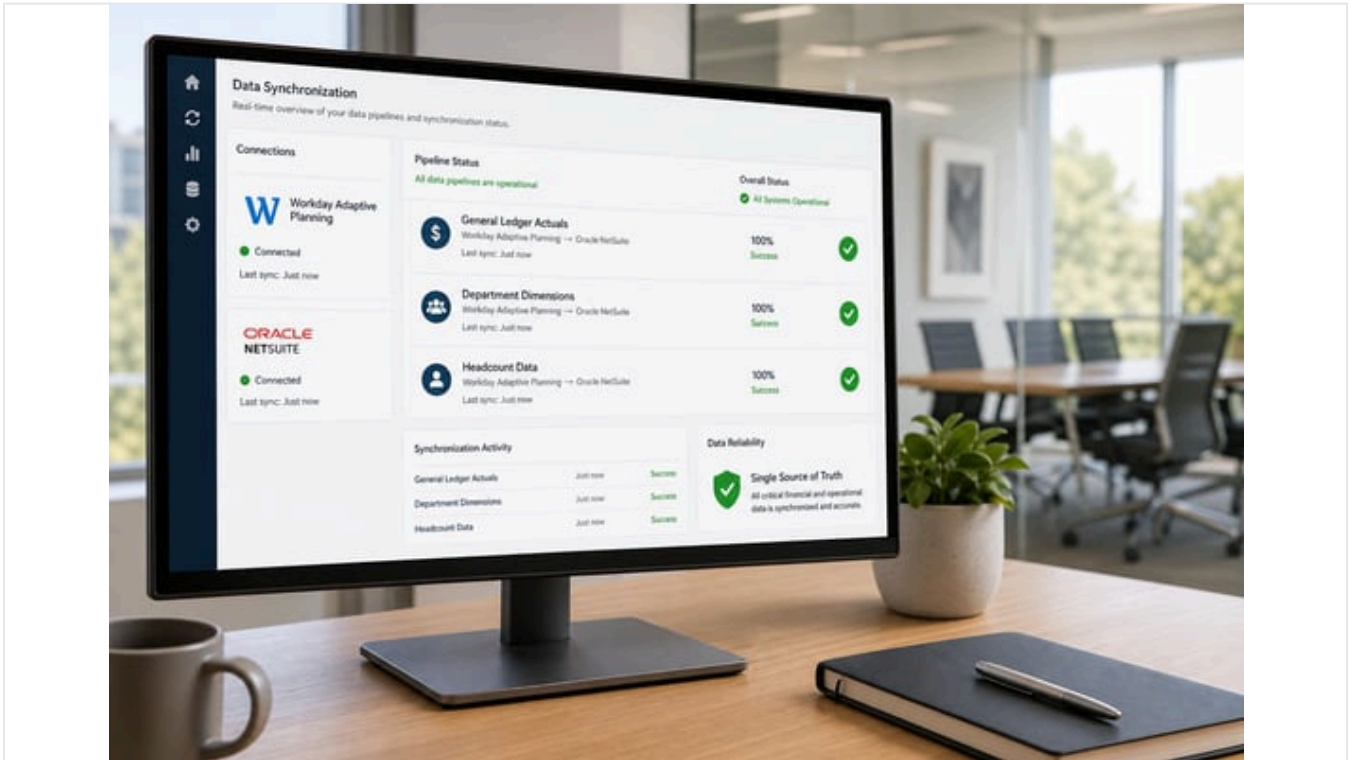 Data Synchronization
Real-time overview of your data pipelines and synchronization status.
Connections
W
Workday Adaptive
Planning
Connected
Last sync: Just now
ORACLE
NETSUITE
Connected
Last sync: Just now
Pipeline Status
All data pipelines are operational
Overall Status
All Systems Operational
$
General Ledger Actuals
Workday Adaptive Planning → Oracle NetSuite
Last sync: Just now
100%
Success
Department Dimensions
Workday Adaptive Planning → Oracle NetSuite
Last sync: Just now
100%
Success
Headcount Data
Workday Adaptive Planning → Oracle NetSuite
Last sync: Just now
100%
Success
Synchronization Activity
General Ledger Actuals Just now Success
Department Dimensions Just now Success
Headcount Data Just now Success
Data Reliability
Single Source of Truth
All critical financial and operational
data is synchronized and accurate.